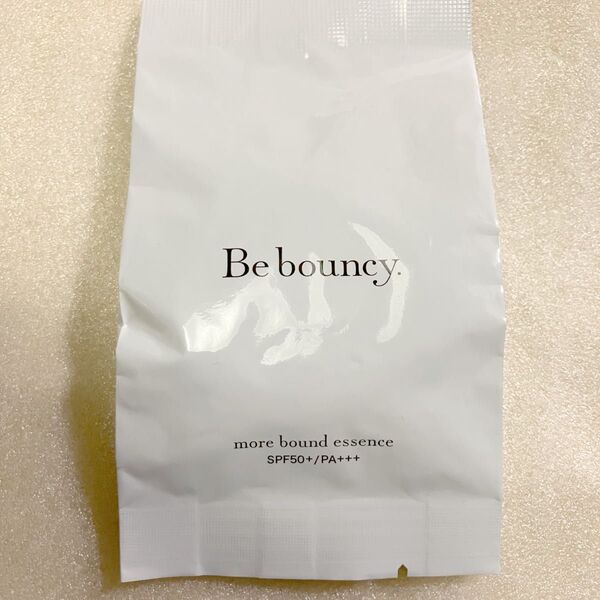 Be bouncy.
more bound essence
SPF50+/PA+++